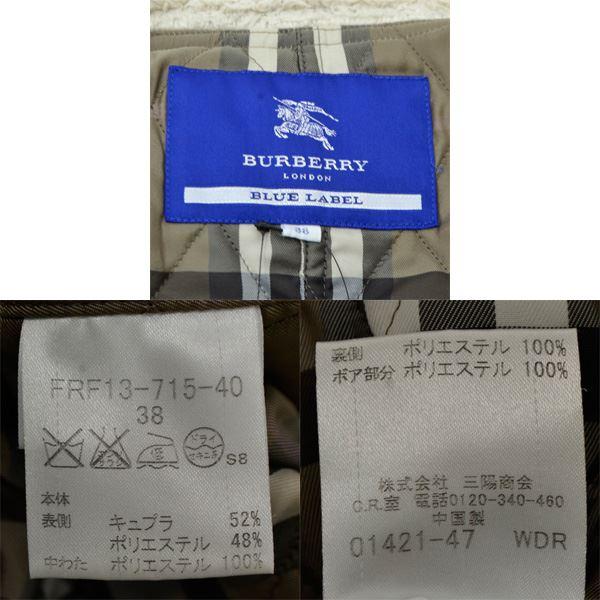 BURBERRY
LONDON
BLUE LABEL
38
FRF13-715-40
38
ドライ
S8
本体
表側 キュプラ 52%
ポリエステル 48%
中わた ポリエステル 100%
裏側 ポリエステル 100%
ボア部分 ポリエステル 100%
株式会社 三陽商会
C.R.室 電話0120-340-460
中国製
01421-47 WDR